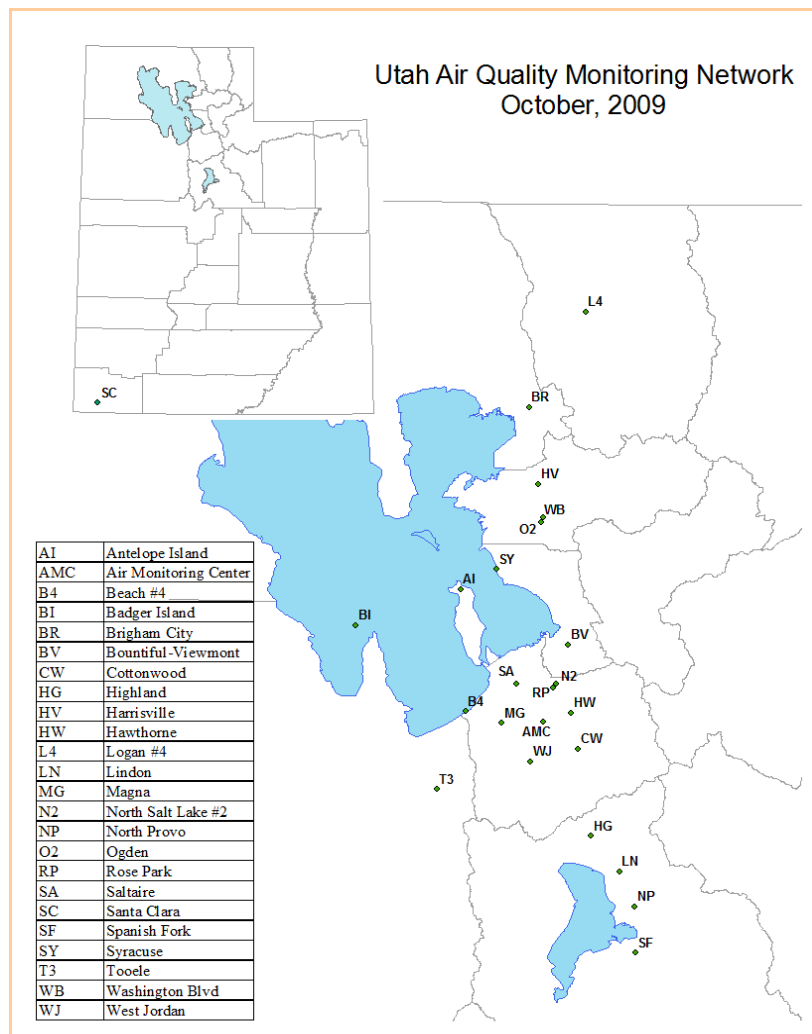 Utah Air Quality Monitoring Network
October, 2009
SC
L4
BR
HV
WB
O2
SY
AI
BI
BV
SA
N2
RP
B4
MG
HW
AMC
CW
WJ
T3
HG
LN
NP
SF
AI Antelope Island
AMC Air Monitoring Center
B4 Beach #4
BI Badger Island
BR Brigham City
BV Bountiful-Viewmont
CW Cottonwood
HG Highland
HV Harrisville
HW Hawthorne
L4 Logan #4
LN Lindon
MG Magna
N2 North Salt Lake #2
NP North Provo
O2 Ogden
RP Rose Park
SA Saltaire
SC Santa Clara
SF Spanish Fork
SY Syracuse
T3 Tooele
WB Washington Blvd
WJ West Jordan